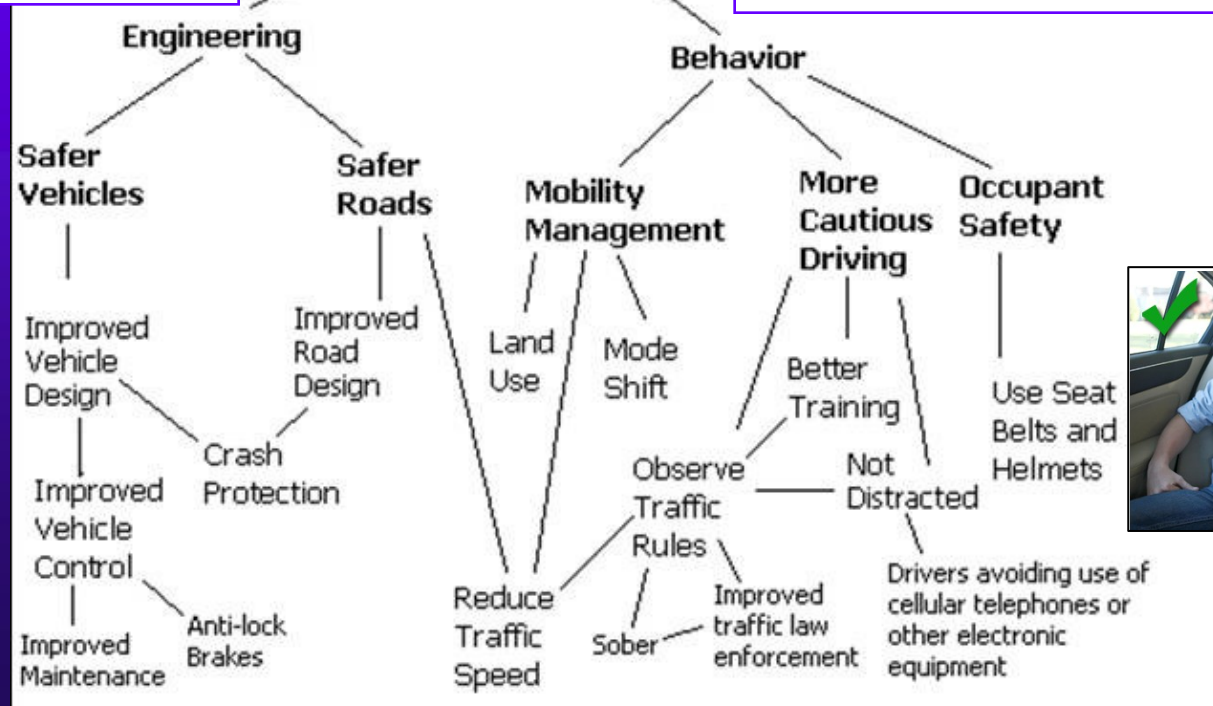 Engineering
Behavior
Safer
Vehicles
Safer
Roads
Mobility
Management
More
Cautious
Driving
Occupant
Safety
Improved
Vehicle
Design
Improved
Road
Design
Land
Use
Mode
Shift
Better
Training
Use Seat
Belts and
Helmets
Crash
Protection
Observe
Traffic
Rules
Not
Distracted
Improved
Vehicle
Control
Reduce
Traffic
Speed
Improved
traffic law
enforcement
Drivers avoiding use of
cellular telephones or
other electronic
equipment
Sober
Anti-lock
Brakes
Improved
Maintenance